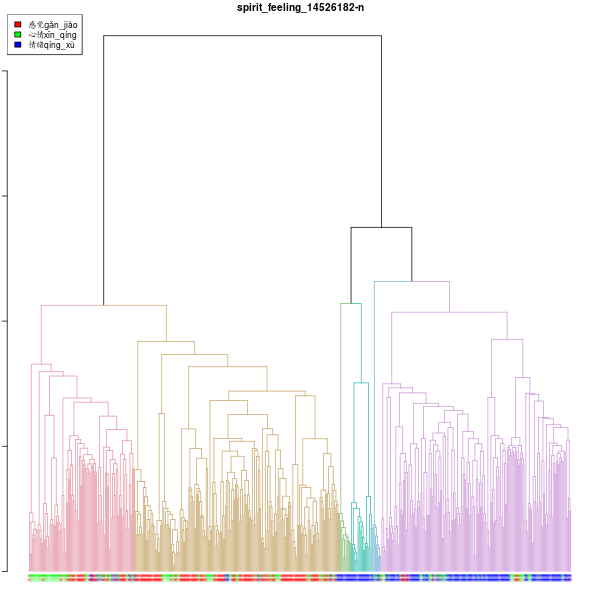 spirit_feeling_14526182-n
感觉gǎn_jiào
心情xīn_qíng
情绪qíng_xù